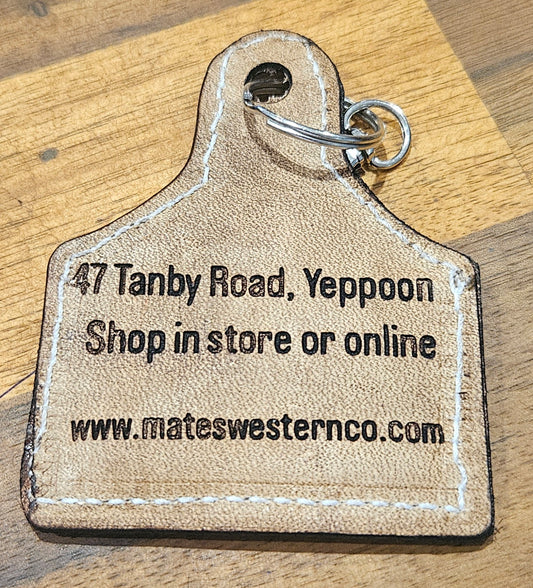 47 Tanby Road, Yeppoon
Shop in store or online
www.mateswesternco.com